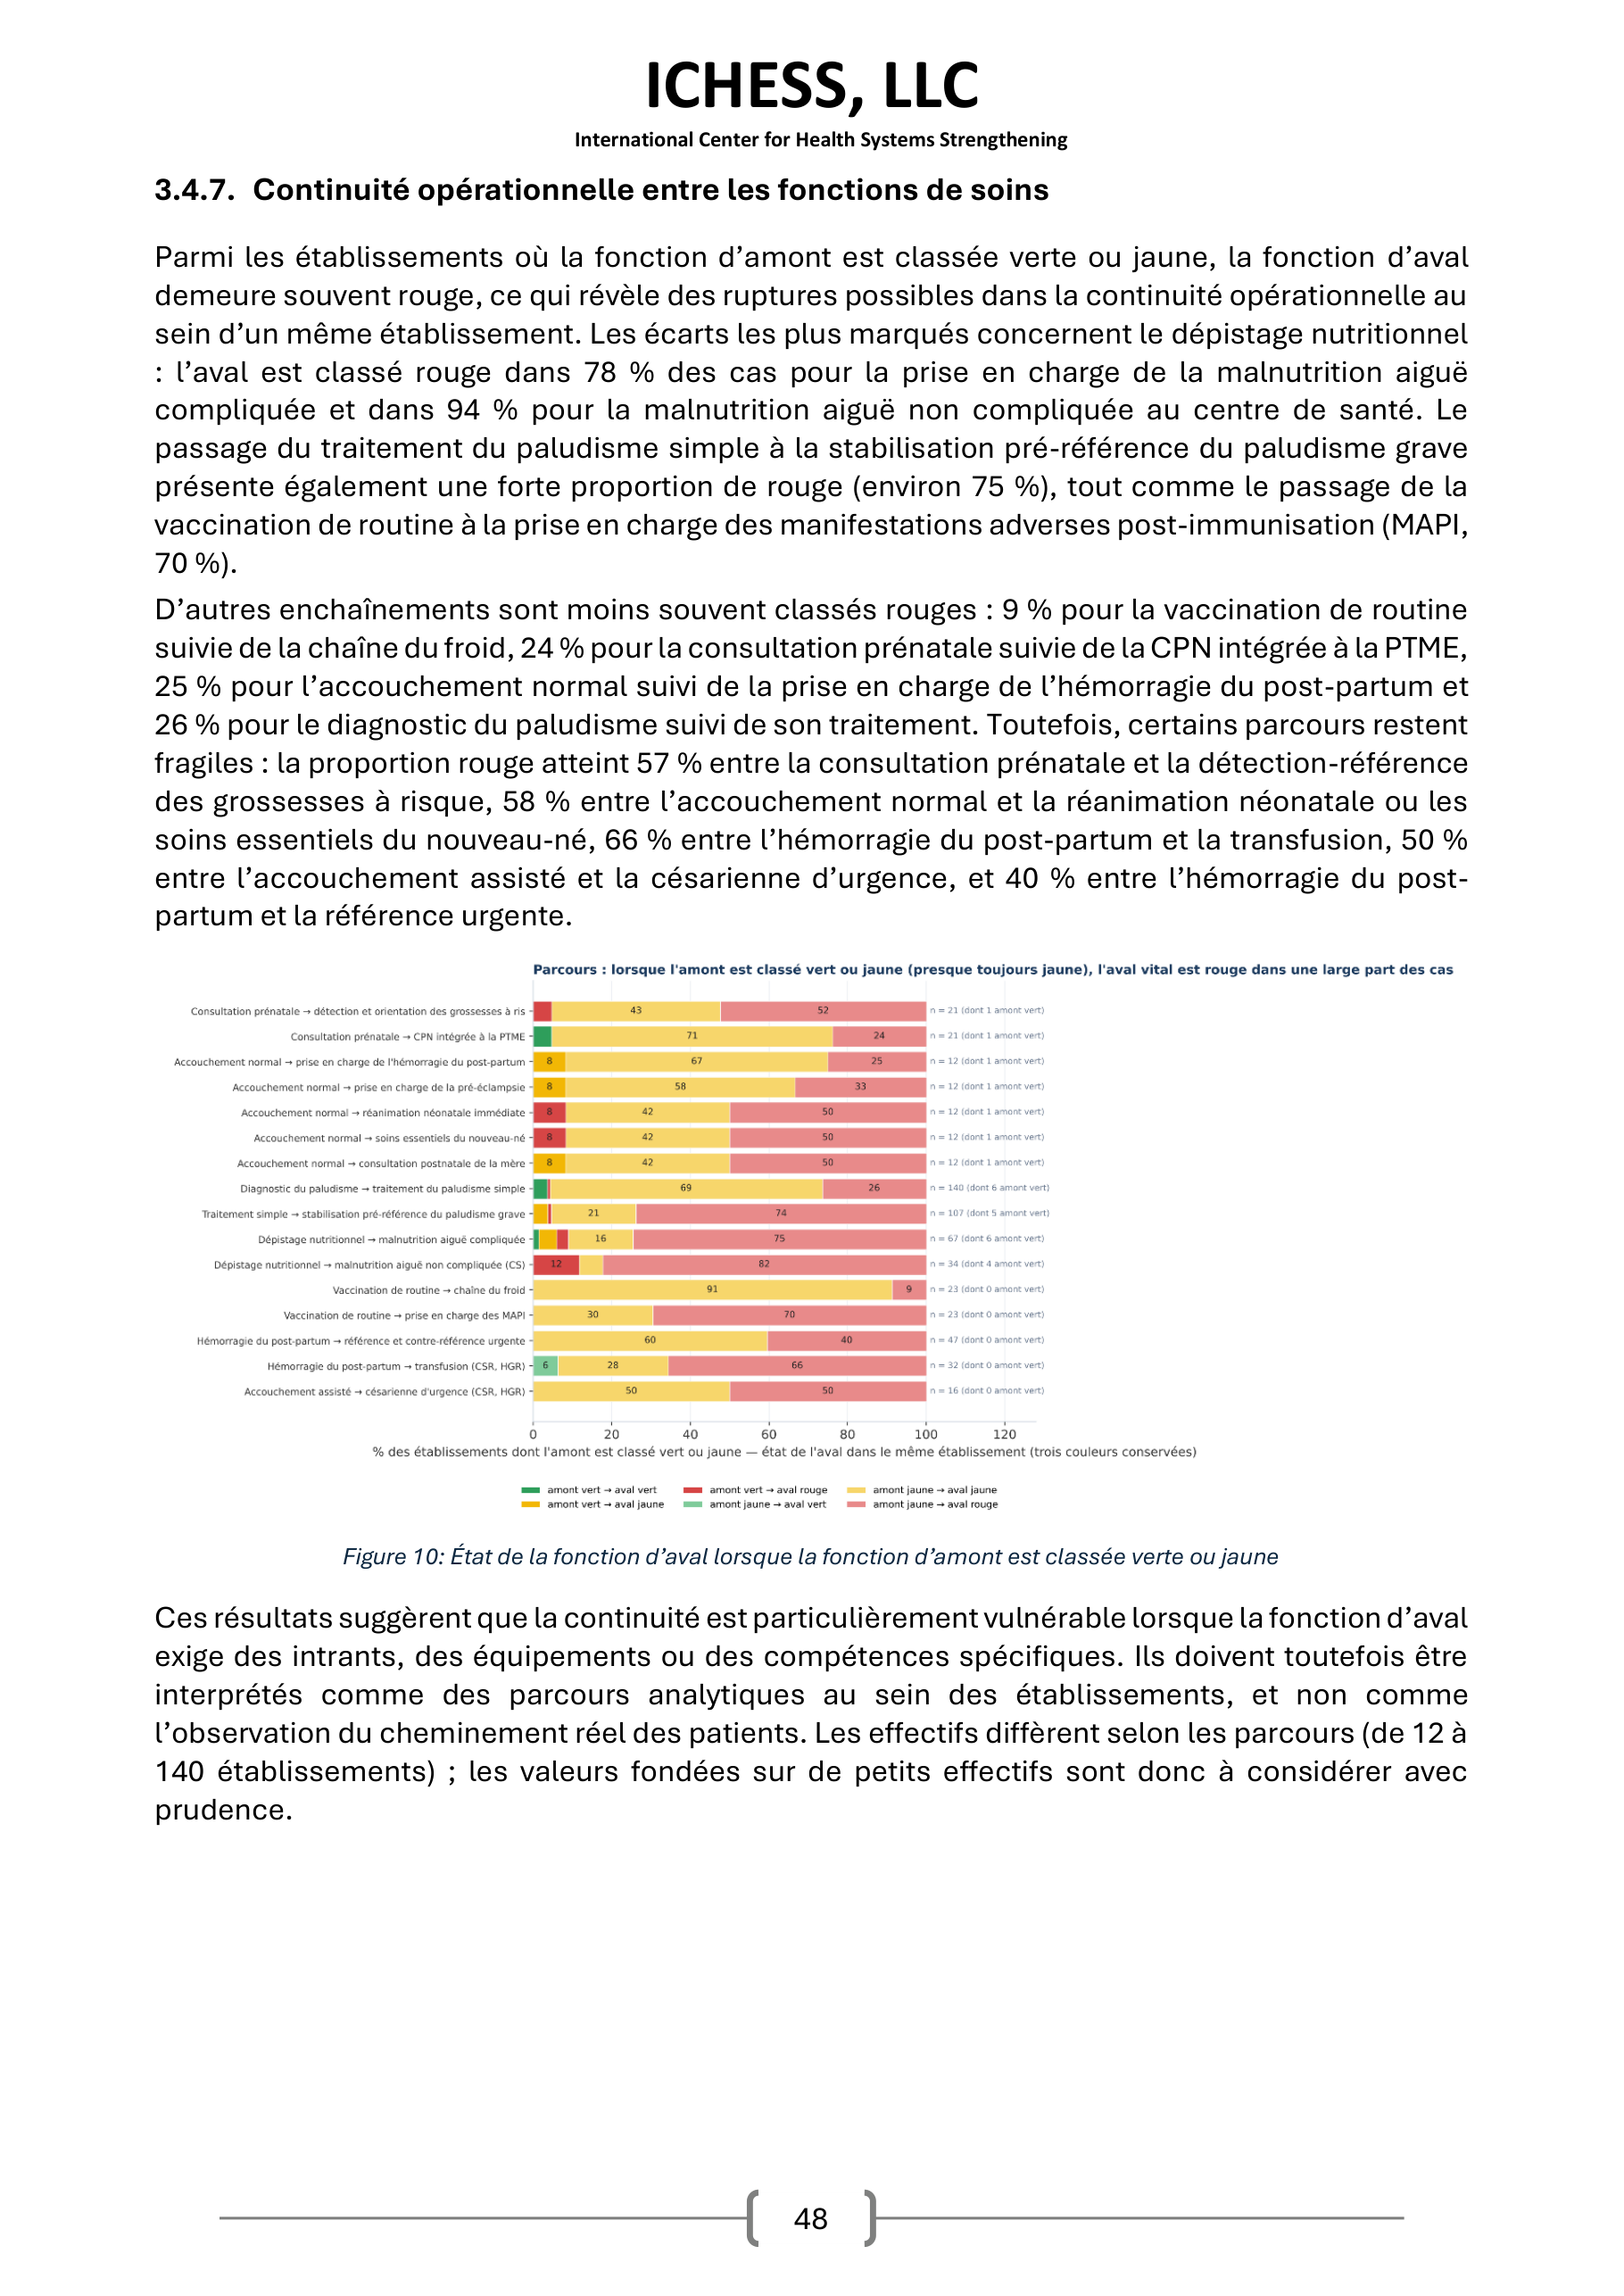 ICHESS, LLC
International Center for Health Systems Strengthening
3.4.7. Continuité opérationnelle entre les fonctions de soins
Parmi les établissements où la fonction d’amont est classée verte ou jaune, la fonction d’aval
demeure souvent rouge, ce qui révèle des ruptures possibles dans la continuité opérationnelle au
sein d’un même établissement. Les écarts les plus marqués concernent le dépistage nutritionnel
: l’aval est classé rouge dans 78 % des cas pour la prise en charge de la malnutrition aiguë
compliquée et dans 94 % pour la malnutrition aiguë non compliquée au centre de santé. Le
passage du traitement du paludisme simple à la stabilisation pré-référence du paludisme grave
présente également une forte proportion de rouge (environ 75 %), tout comme le passage de la
vaccination de routine à la prise en charge des manifestations adverses post-immunisation (MAPI,
70 %).
D’autres enchaînements sont moins souvent classés rouges : 9 % pour la vaccination de routine
suivie de la chaîne du froid, 24 % pour la consultation prénatale suivie de la CPN intégrée à la PTME,
25 % pour l’accouchement normal suivi de la prise en charge de l’hémorragie du post-partum et
26 % pour le diagnostic du paludisme suivi de son traitement. Toutefois, certains parcours restent
fragiles : la proportion rouge atteint 57 % entre la consultation prénatale et la détection-référence
des grossesses à risque, 58 % entre l’accouchement normal et la réanimation néonatale ou les
soins essentiels du nouveau-né, 66 % entre l’hémorragie du post-partum et la transfusion, 50 %
entre l’accouchement assisté et la césarienne d’urgence, et 40 % entre l’hémorragie du post-
partum et la référence urgente.
Parcours : lorsque l'amont est classé vert ou jaune (presque toujours jaune), l'aval vital est rouge dans une large part des cas
Consultation prénatale → détection et orientation des grossesses à ris 43 52 n = 21 (dont 1 amont vert)
Consultation prénatale → CPN intégrée à la PTME 71 24 n = 21 (dont 1 amont vert)
Accouchement normal → prise en charge de l'hémorragie du post-partum 8 67 25 n = 12 (dont 1 amont vert)
Accouchement normal → prise en charge de la pré-éclampsie 8 58 33 n = 12 (dont 1 amont vert)
Accouchement normal → réanimation néonatale immédiate 8 42 50 n = 12 (dont 1 amont vert)
Accouchement normal → soins essentiels du nouveau-né 8 42 50 n = 12 (dont 1 amont vert)
Accouchement normal → consultation postnatale de la mère 8 42 50 n = 12 (dont 1 amont vert)
Diagnostic du paludisme → traitement du paludisme simple 69 26 n = 140 (dont 6 amont vert)
Traitement simple → stabilisation pré-référence du paludisme grave 21 74 n = 107 (dont 5 amont vert)
Dépistage nutritionnel → malnutrition aiguë compliquée 16 75 n = 67 (dont 6 amont vert)
Dépistage nutritionnel → malnutrition aiguë non compliquée (CS) 12 82 n = 34 (dont 4 amont vert)
Vaccination de routine → chaîne du froid 91 9 n = 23 (dont 0 amont vert)
Vaccination de routine → prise en charge des MAPI 30 70 n = 23 (dont 0 amont vert)
Hémorragie du post-partum → référence et contre-référence urgente 60 40 n = 47 (dont 0 amont vert)
Hémorragie du post-partum → transfusion (CSR, HGR) 6 28 66 n = 32 (dont 0 amont vert)
Accouchement assisté → césarienne d'urgence (CSR, HGR) 50 50 n = 16 (dont 0 amont vert)
0 20 40 60 80 100 120
% des établissements dont l'amont est classé vert ou jaune — état de l'aval dans le même établissement (trois couleurs conservées)
amont vert → aval vert amont vert → aval rouge amont jaune → aval jaune
amont vert → aval jaune amont jaune → aval vert amont jaune → aval rouge
Figure 10: État de la fonction d’aval lorsque la fonction d’amont est classée verte ou jaune
Ces résultats suggèrent que la continuité est particulièrement vulnérable lorsque la fonction d’aval
exige des intrants, des équipements ou des compétences spécifiques. Ils doivent toutefois être
interprétés comme des parcours analytiques au sein des établissements, et non comme
l’observation du cheminement réel des patients. Les effectifs diffèrent selon les parcours (de 12 à
140 établissements) ; les valeurs fondées sur de petits effectifs sont donc à considérer avec
prudence.
48